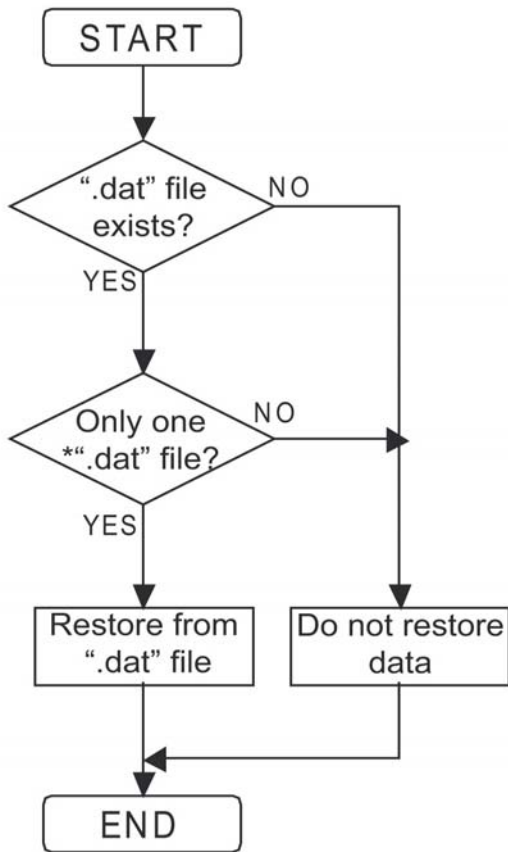 START
“.dat” file
exists?
NO
YES
Only one
*“.dat” file?
NO
YES
Restore from
“.dat” file
Do not restore
data
END